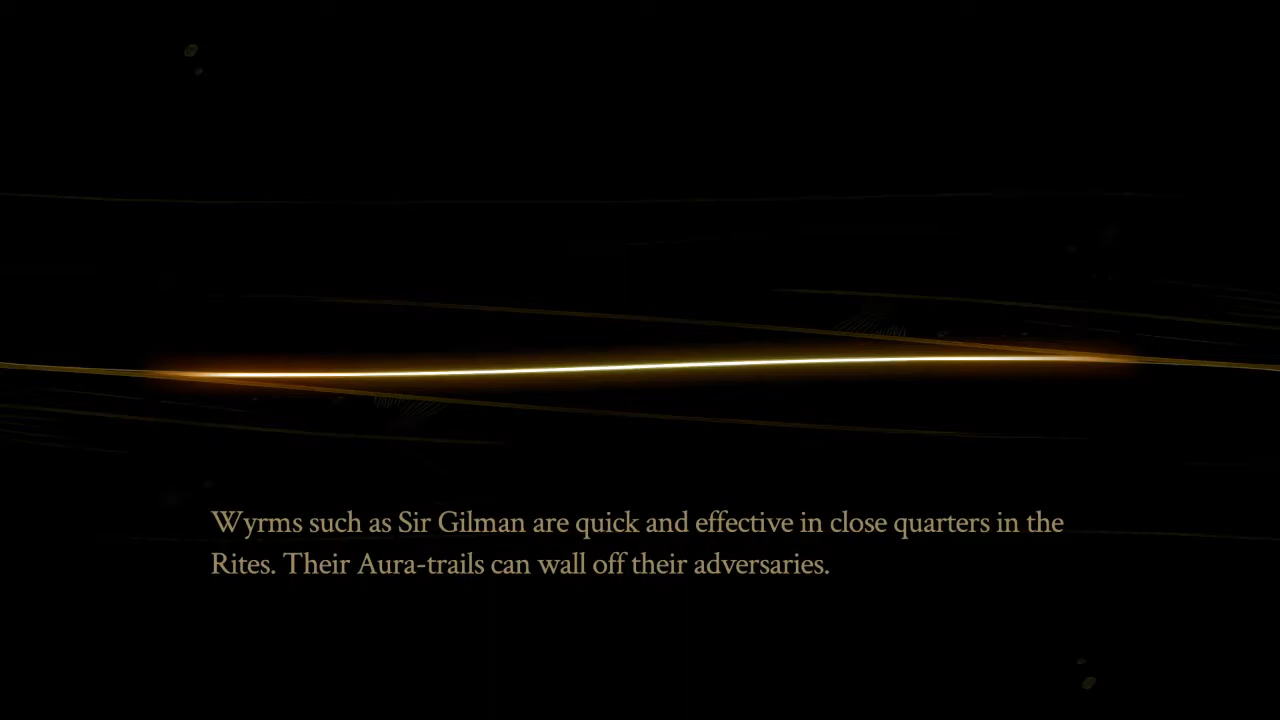 Wyrms such as Sir Gilman are quick and effective in close quarters in the
Rites. Their Aura-trails can wall off their adversaries.